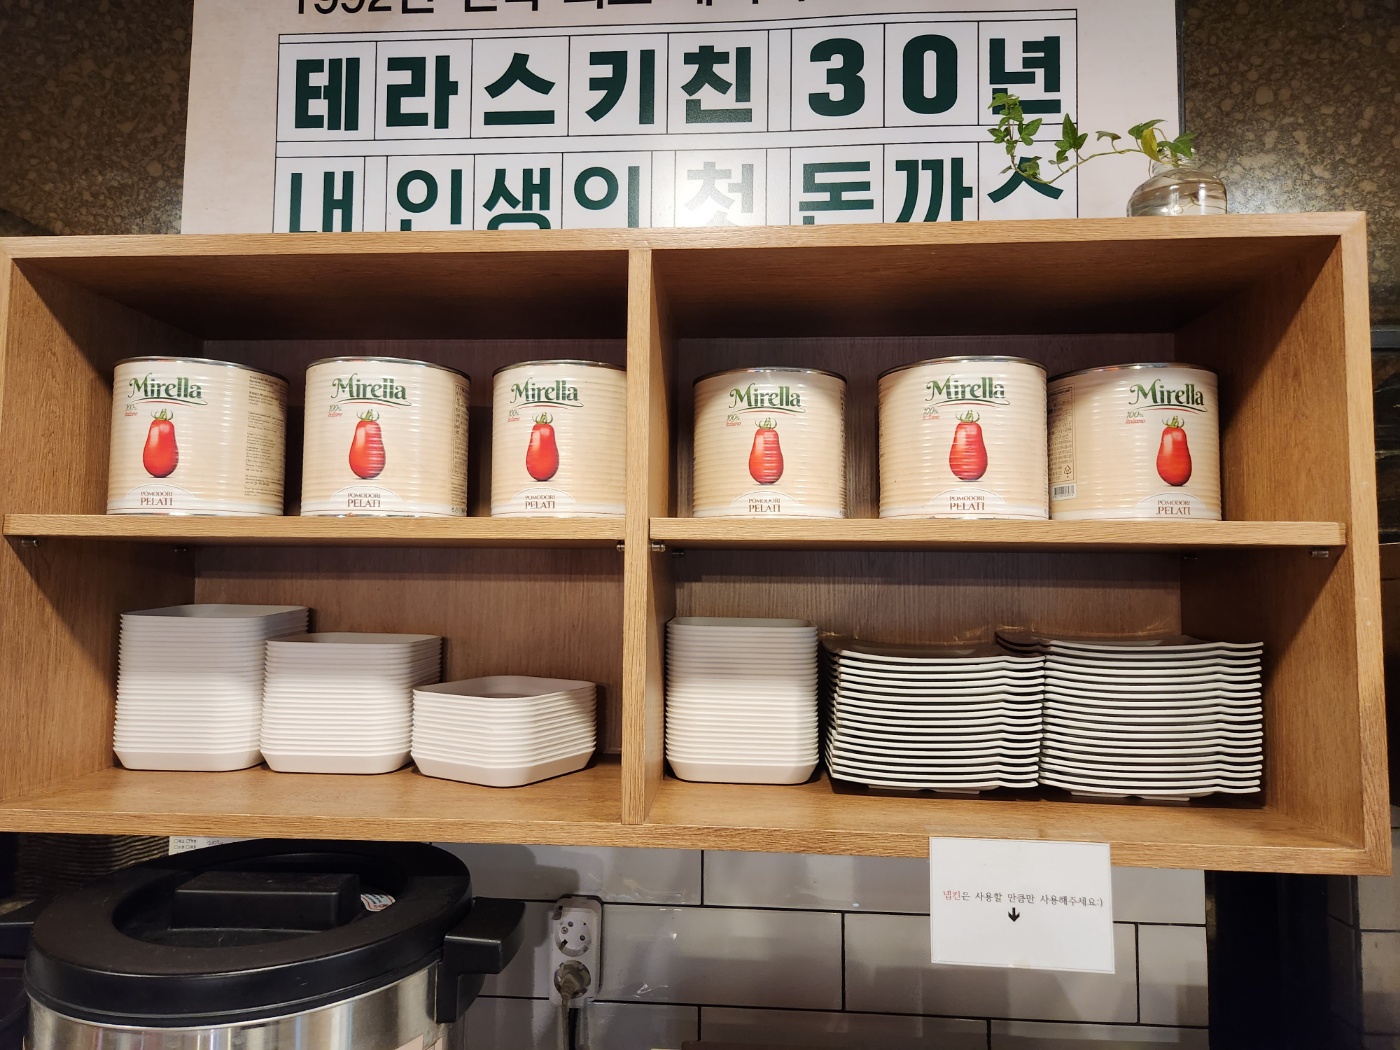 테라스키친 30년
내 인생의 첫 돈까스
Mirella
100%
Italiano
POMODORI
PELATI
Mirella
100%
Italiano
POMODORI
PELATI
Mirella
100%
Italiano
POMODORI
PELATI
Mirella
100%
Italiano
POMODORI
PELATI
Mirella
100%
Italiano
POMODORI
PELATI
Mirella
100%
Italiano
POMODORI
PELATI
냅킨은 사용할 만큼만 사용해주세요:)